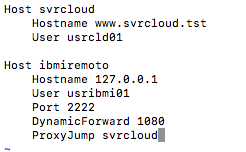 Host svrcloud
Hostname www.svrcloud.tst
User usrcld01
Host ibmiremoto
Hostname 127.0.0.1
User usribmi01
Port 2222
DynamicForward 1080
ProxyJump svrcloud
~